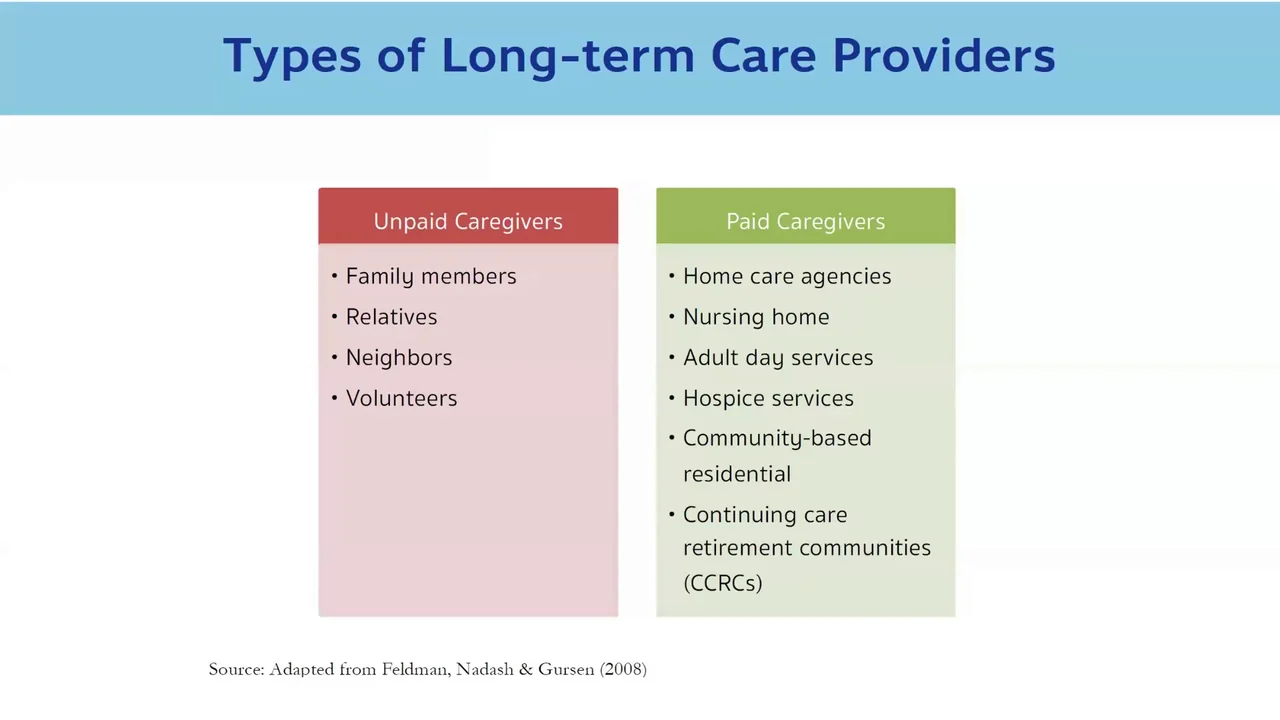 Types of Long-term Care Providers
Unpaid Caregivers
• Family members
• Relatives
• Neighbors
• Volunteers
Paid Caregivers
• Home care agencies
• Nursing home
• Adult day services
• Hospice services
• Community-based
residential
• Continuing care
retirement communities
(CCRCs)
Source: Adapted from Feldman, Nadash & Gursen (2008)